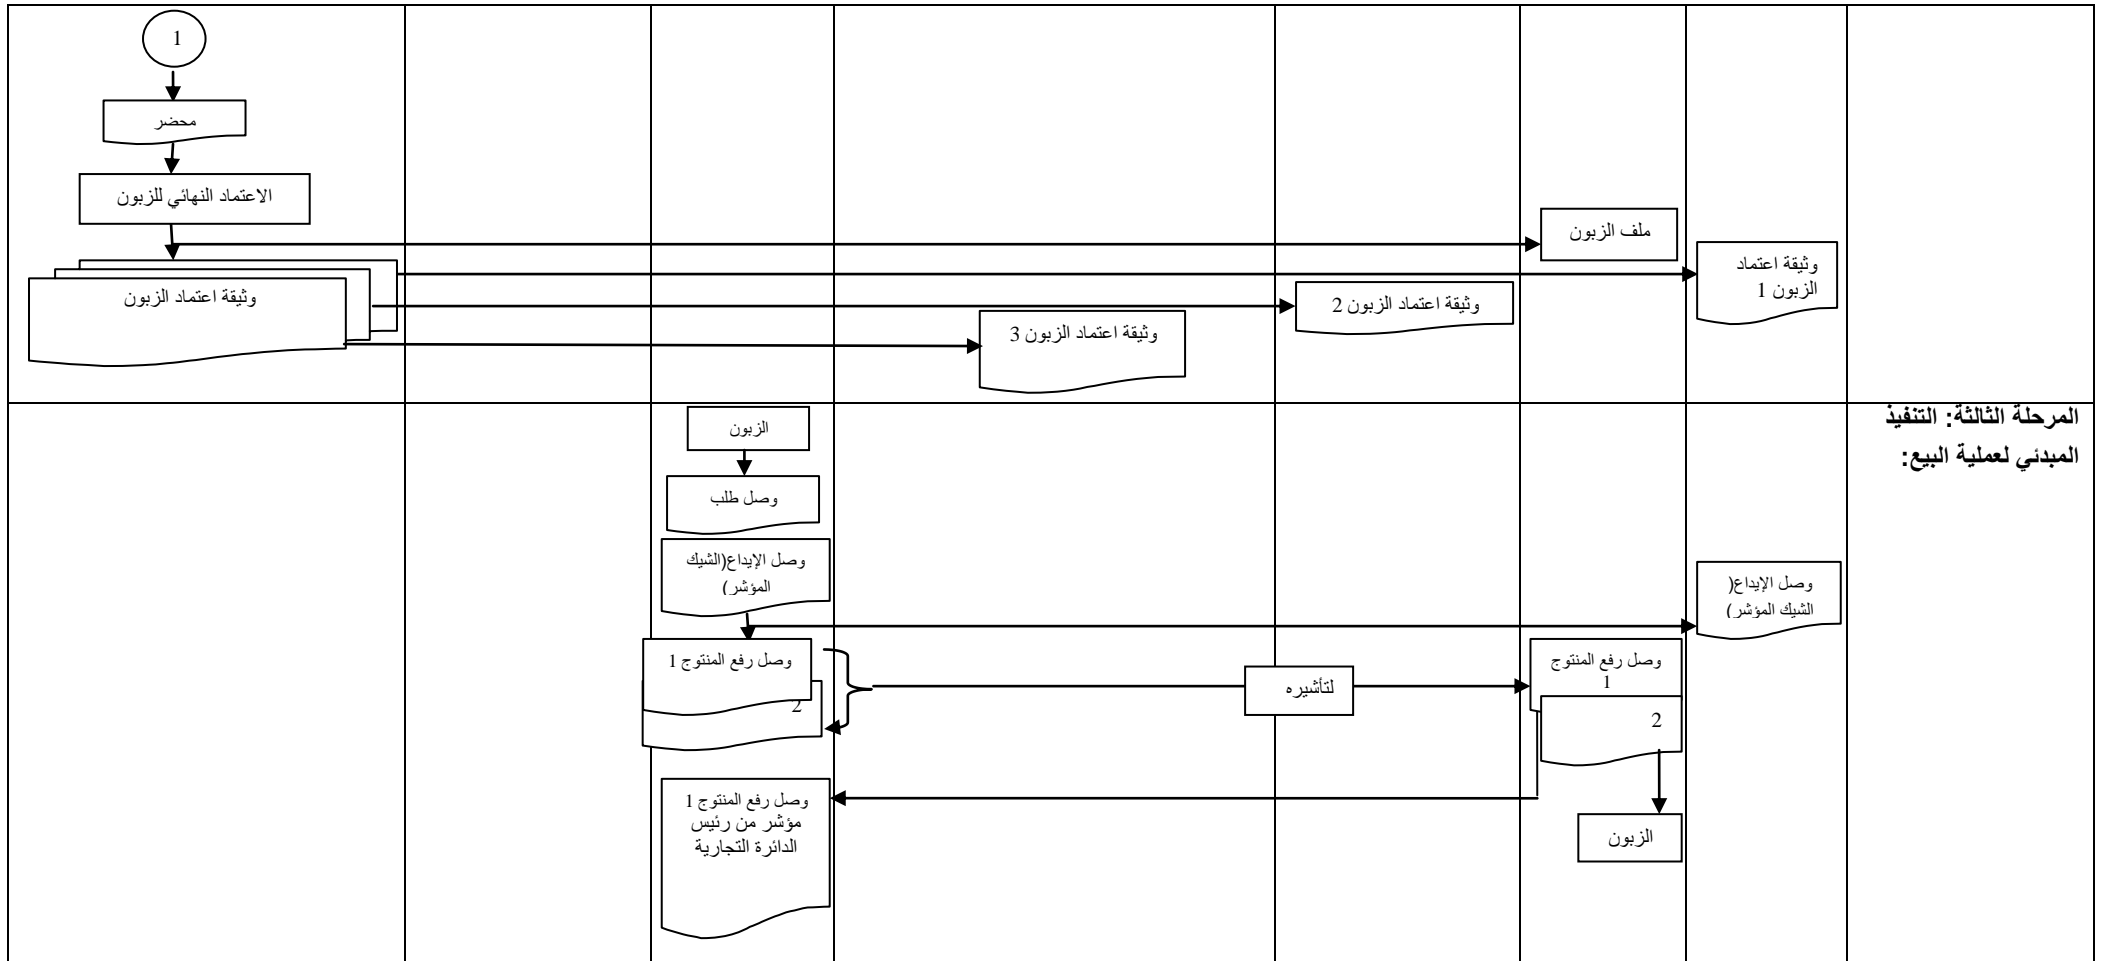 1
محضر
الاعتماد النهائي للزبون
ملف الزبون
وثيقة اعتماد
الزبون 1
وثيقة اعتماد الزبون 2
وثيقة اعتماد الزبون 3
وثيقة اعتماد الزبون
المرحلة الثالثة: التنفيذ
المبدئي لعملية البيع:
الزبون
وصل طلب
وصل الإيداع(الشيك
المؤشر)
وصل الإيداع(
الشيك المؤشر)
وصل رفع المنتوج 1
2
لتأشيره
وصل رفع المنتوج
1
2
وصل رفع المنتوج 1
مؤشر من رئيس
الدائرة التجارية
الزبون